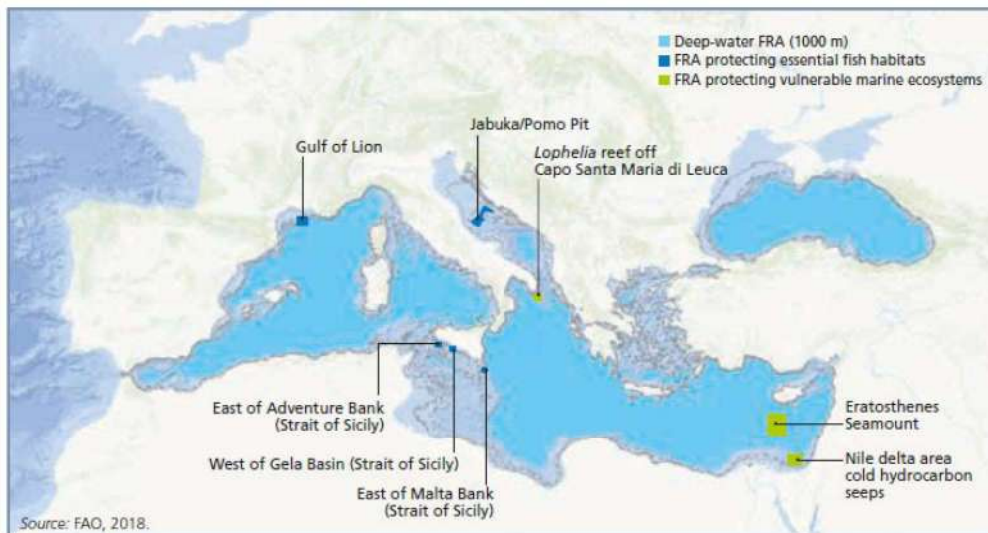 Deep-water FRA (1000 m)
FRA protecting essential fish habitats
FRA protecting vulnerable marine ecosystems
Jabuka/Pomo Pit
Gulf of Lion
Lophelia reef off
Capo Santa Maria di Leuca
East of Adventure Bank
(Strait of Sicily)
West of Gela Basin (Strait of Sicily)
East of Malta Bank
(Strait of Sicily)
Eratosthenes
Seamount
Nile delta area
cold hydrocarbon
seeps
Source: FAO, 2018.